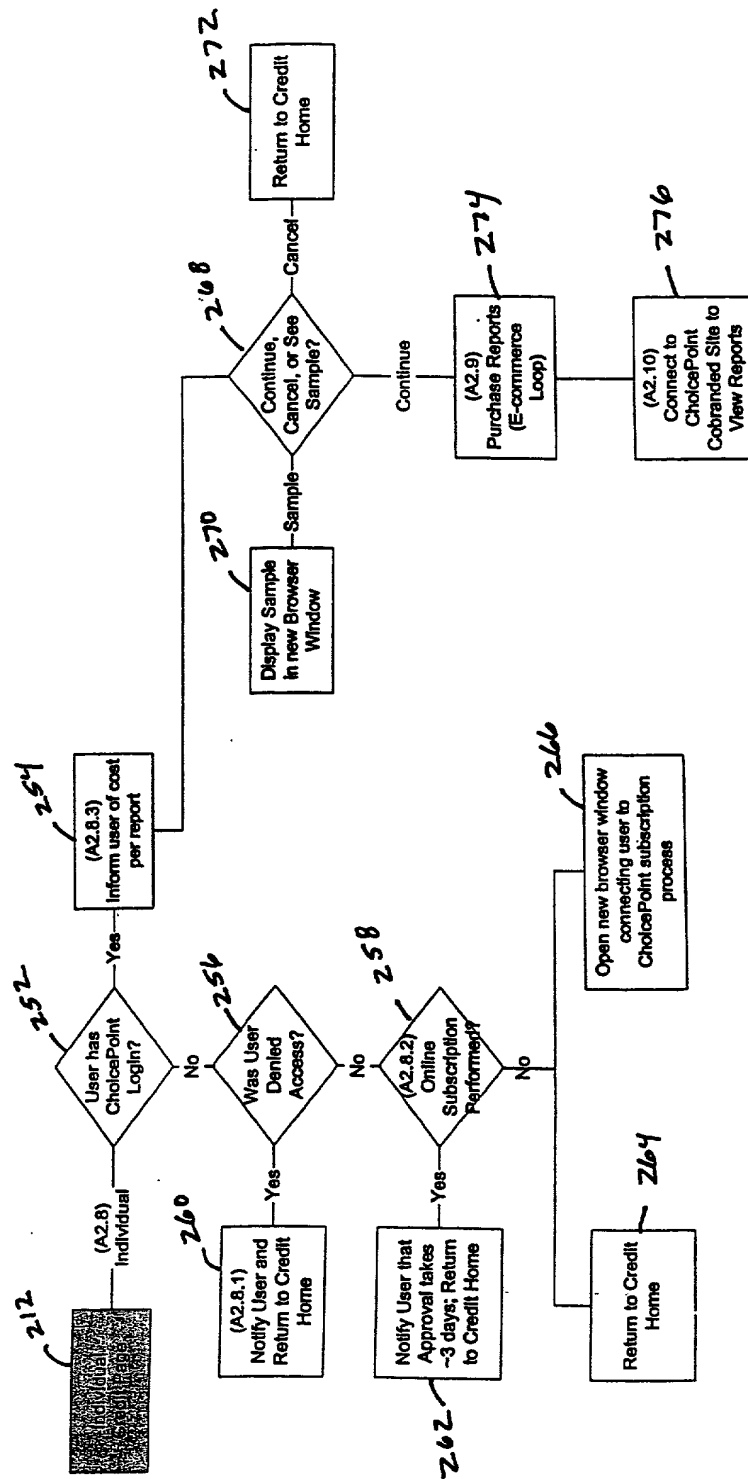 212
Individual
Credit Page
(A2.8)
Individual
252
User has
ChoicePoint
LogIn?
Yes
254
(A2.8.3)
Inform user of cost
per report
No
256
Was User
Denied
Access?
Yes
260
(A2.8.1)
Notify User and
Return to Credit
Home
No
258
(A2.8.2)
Online
Subscription
Performed?
Yes
262
Notify User that
Approval takes
~3 days; Return
to Credit Home
No
264
Return to Credit
Home
266
Open new browser window
connecting user to
ChoicePoint subscription
process
268
Continue,
Cancel, or See
Sample?
Sample
270
Display Sample
in new Browser
Window
Cancel
272
Return to Credit
Home
Continue
274
(A2.9)
Purchase Reports
(E-commerce
Loop)
276
(A2.10)
Connect to
ChoicePoint
Cobranded Site to
View Reports